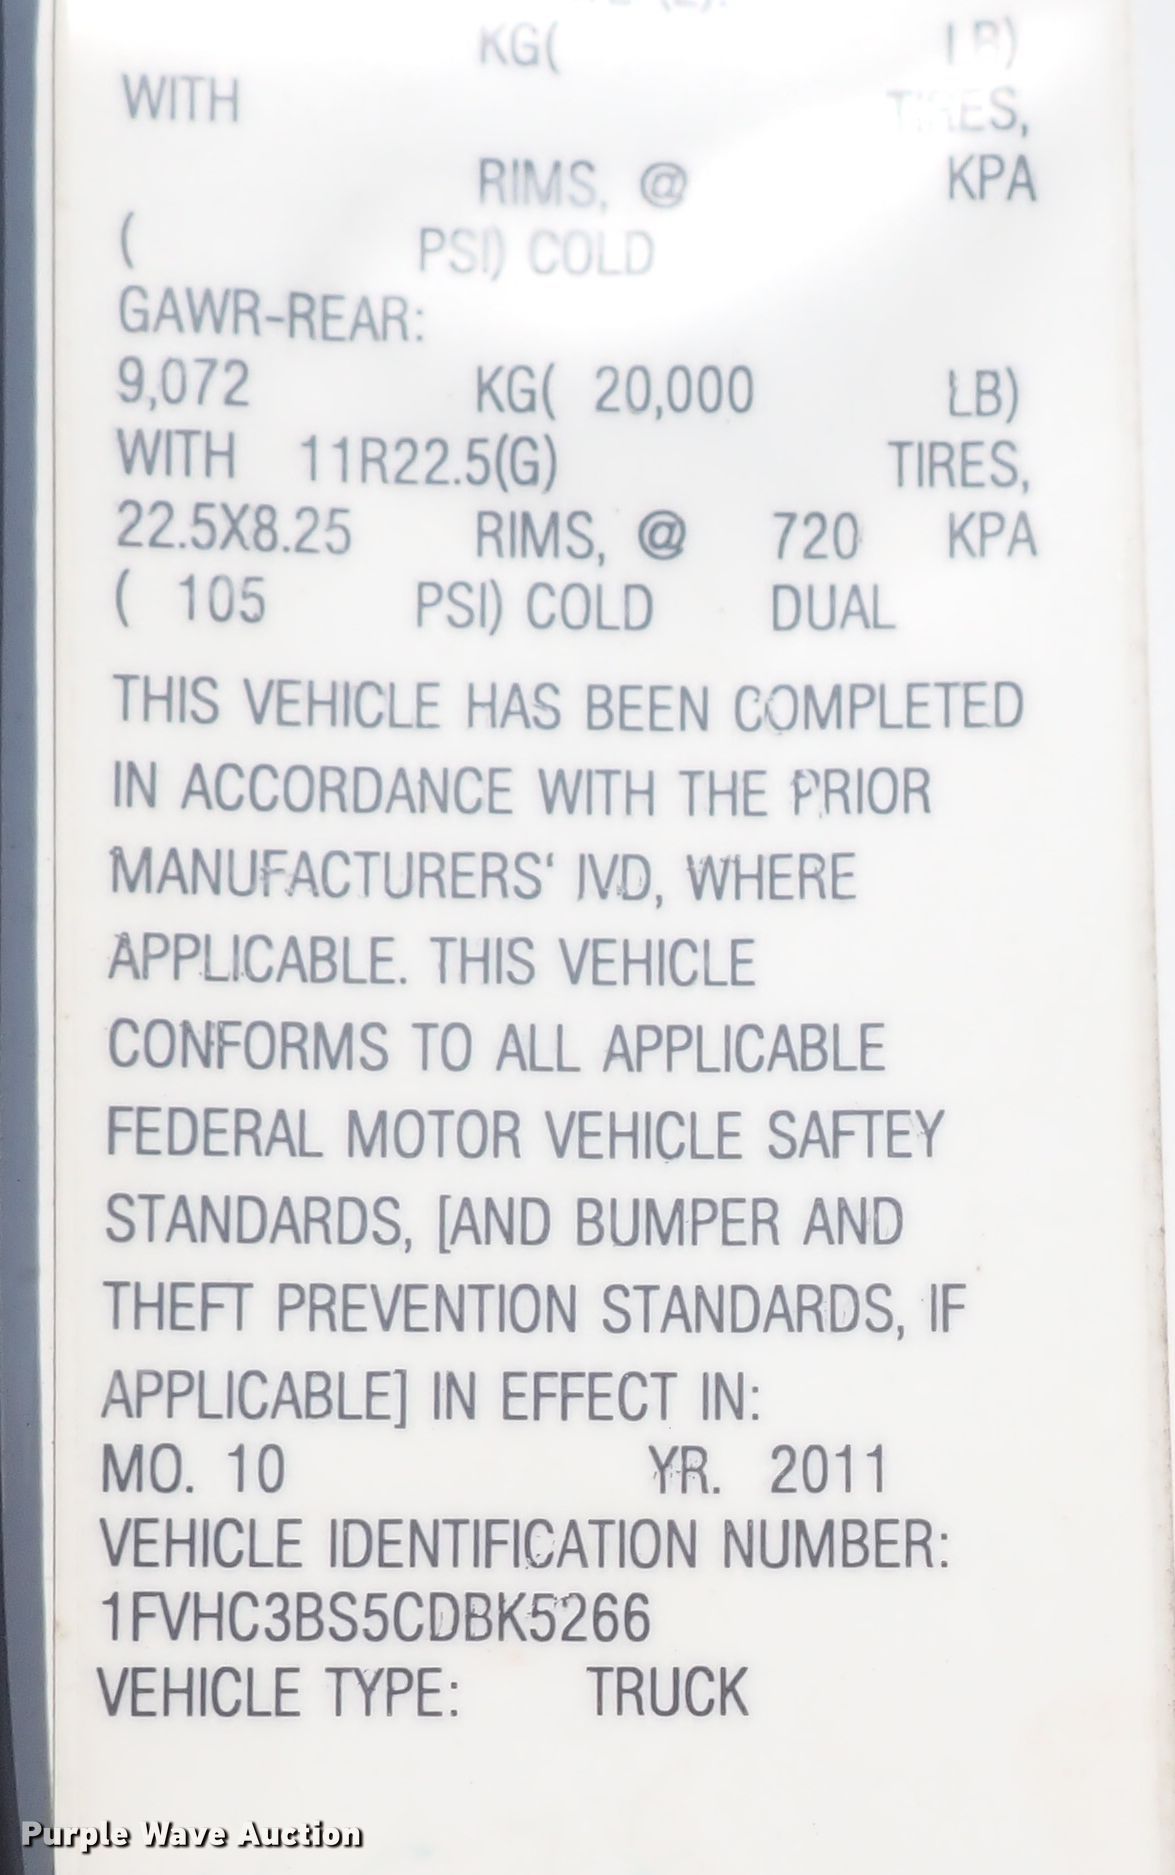 KG( LB)
WITH TIRES,
RIMS, @ KPA
( PSI) COLD
GAWR-REAR:
9,072 KG( 20,000 LB)
WITH 11R22.5(G) TIRES,
22.5X8.25 RIMS, @ 720 KPA
( 105 PSI) COLD DUAL
THIS VEHICLE HAS BEEN COMPLETED
IN ACCORDANCE WITH THE PRIOR
MANUFACTURERS' IVD, WHERE
APPLICABLE. THIS VEHICLE
CONFORMS TO ALL APPLICABLE
FEDERAL MOTOR VEHICLE SAFTEY
STANDARDS, [AND BUMPER AND
THEFT PREVENTION STANDARDS, IF
APPLICABLE] IN EFFECT IN:
MO. 10 YR. 2011
VEHICLE IDENTIFICATION NUMBER:
1FVHC3BS5CDBK5266
VEHICLE TYPE: TRUCK
Purple Wave Auction